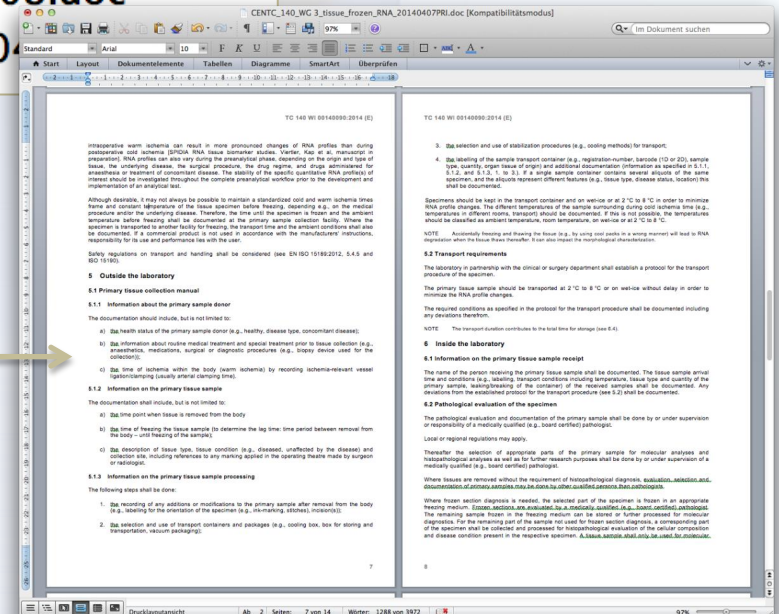 CENTC_140_WG 3_tissue_frozen_RNA_20140407PRI.doc [Kompatibilitätsmodus]
97%
Im Dokument suchen
Standard
Arial
10
F K U
Start Layout Dokumentelemente Tabellen Diagramme SmartArt Überprüfen
TC 140 WI 00140090:2014 (E)
intraoperative warm ischemia can result in more pronounced changes of RNA profiles than during
postoperative cold ischemia [SPIDIA RNA tissue biomarker studies. Viertler, Kap et al, manuscript in
preparation]. RNA profiles can also vary during the preanalytical phase, depending on the origin and type of
tissue, the underlying disease, the surgical procedure, the drug regime, and drugs administered for
anaesthesia or treatment of concomitant disease. The stability of the specific quantitative RNA profile(s) of
interest should be investigated throughout the complete preanalytical workflow prior to the development and
implementation of an analytical test.
Although desirable, it may not always be possible to maintain a standardized cold and warm ischemia times
frame and constant temperature of the tissue specimen before freezing, depending e.g., on the medical
procedure and/or the underlying disease. Therefore, the time until the specimen is frozen and the ambient
temperature before freezing shall be documented at the primary sample collection facility. Where the
specimen is transported to another facility for freezing, the transport time and the ambient conditions shall also
be documented. If a commercial product is not used in accordance with the manufacturers' instructions,
responsibility for its use and performance lies with the user.
Safety regulations on transport and handling shall be considered (see EN ISO 15189:2012, 5.4.5 and
ISO 15190).
5 Outside the laboratory
5.1 Primary tissue collection manual
5.1.1 Information about the primary sample donor
The documentation should include, but is not limited to:
a) the health status of the primary sample donor (e.g., healthy, disease type, concomitant disease);
b) the information about routine medical treatment and special treatment prior to tissue collection (e.g.,
anaesthetics, medications, surgical or diagnostic procedures (e.g., biopsy device used for the
collection));
c) the time of ischemia within the body (warm ischemia) by recording ischemia-relevant vessel
ligation/clamping (usually arterial clamping time).
5.1.2 Information on the primary tissue sample
The documentation shall include, but is not limited to:
a) the time point when tissue is removed from the body
b) the time of freezing the tissue sample (to determine the lag time: time period between removal from
the body – until freezing of the sample);
c) the description of tissue type, tissue condition (e.g., diseased, unaffected by the disease) and
collection site, including references to any marking applied in the operating theatre made by surgeon
or radiologist.
5.1.3 Information on the primary tissue sample processing
The following steps shall be done:
1. the recording of any additions or modifications to the primary sample after removal from the body
(e.g., labelling for the orientation of the specimen (e.g., ink-marking, stitches), incision(s));
2. the selection and use of transport containers and packages (e.g., cooling box, box for storing and
transportation, vacuum packaging);
7
TC 140 WI 00140090:2014 (E)
3. the selection and use of stabilization procedures (e.g., cooling methods) for transport;
4. the labelling of the sample transport container (e.g., registration-number, barcode (1D or 2D), sample
type, quantity, organ tissue of origin) and additional documentation (information as specified in 5.1.1,
5.1.2, and 5.1.3, 1. to 3.). If a single sample container contains several aliquots of the same
specimen, and the aliquots represent different features (e.g., tissue type, disease status, location) this
shall be documented.
Specimens should be kept in the transport container and on wet-ice or at 2 °C to 8 °C in order to minimize
RNA profile changes. The different temperatures of the sample surrounding during cold ischemia time (e.g.,
temperatures in different rooms, transport) should be documented. If this is not possible, the temperatures
should be classified as ambient temperature, room temperature, on wet-ice or at 2 °C to 8 °C.
NOTE Accidentally freezing and thawing the tissue (e.g., by using cool packs in a wrong manner) will lead to RNA
degradation when the tissue thaws thereafter. It can also impact the morphological characterization.
5.2 Transport requirements
The laboratory in partnership with the clinical or surgery department shall establish a protocol for the transport
procedure of the specimen.
The primary tissue sample should be transported at 2 °C to 8 °C or on wet-ice without delay in order to
minimize the RNA profile changes.
The required conditions as specified in the protocol for the transport procedure shall be documented including
any deviations therefrom.
NOTE The transport duration contributes to the total time for storage (see 6.4)
6 Inside the laboratory
6.1 Information on the primary tissue sample receipt
The name of the person receiving the primary tissue sample shall be documented. The tissue sample arrival
time and conditions (e.g., labelling, transport conditions including temperature, tissue type and quantity of the
primary sample, leaking/breaking of the container) of the received samples shall be documented. Any
deviations from the established protocol for the transport procedure (see 5.2) shall be documented.
6.2 Pathological evaluation of the specimen
The pathological evaluation and documentation of the primary sample shall be done by or under supervision
or responsibility of a medically qualified (e.g., board certified) pathologist.
Local or regional regulations may apply.
Thereafter the selection of appropriate parts of the primary sample for molecular analyses and
histopathological analyses as well as for further research purposes shall be done by or under supervision of a
medically qualified (e.g., board certified) pathologist.
Where tissues are removed without the requirement of histopathological diagnosis, evaluation, selection and
documentation of primary samples may be done by other qualified persons than pathologists.
Where frozen section diagnosis is needed, the selected part of the specimen is frozen in an appropriate
freezing medium. Frozen sections are evaluated by a medically qualified (e.g., board certified) pathologist.
The remaining sample frozen in the freezing medium can be stored or further processed for molecular
diagnostics. For the remaining part of the sample not used for frozen section diagnosis, a corresponding part
of the specimen shall be collected and processed for histopathological evaluation of the cellular composition
and disease condition present in the respective specimen. A tissue sample shall only be used for molecular
8
Drucklayoutansicht Ab 2 Seiten: 7 von 14 Wörter: 1288 von 3972 97%